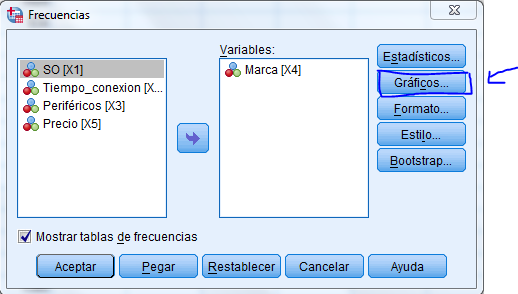 Frecuencias
Variables:
SO [X1]
Tiempo_conexion [X...
Periféricos [X3]
Precio [X5]
Marca [X4]
Estadísticos...
Gráficos...
Formato...
Estilo...
Bootstrap...
Mostrar tablas de frecuencias
Aceptar
Pegar
Restablecer
Cancelar
Ayuda